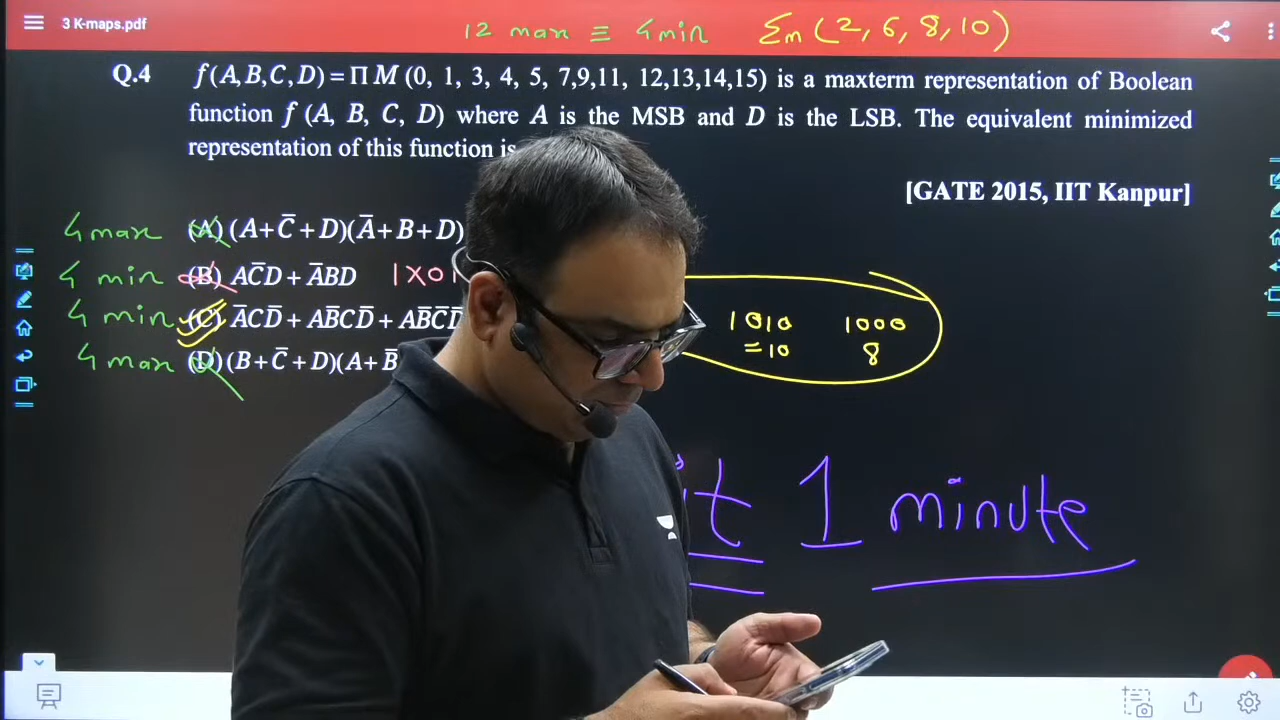 3 K-maps.pdf
12 max ≡ 4 min Σm (2, 6, 8, 10)
Q.4 f(A,B,C,D) = Π M (0, 1, 3, 4, 5, 7,9,11, 12,13,14,15) is a maxterm representation of Boolean
function f (A, B, C, D) where A is the MSB and D is the LSB. The equivalent minimized
representation of this function is
[GATE 2015, IIT Kanpur]
4 max (A) (A+C̅+D)(A̅+B+D)
4 min (B) AC̅D + A̅BD 1X01
4 min (C) A̅CD̅ + AB̅CD̅ + AB̅C̅D̅ 1010 1000
=10 8
4 max (D) (B+C̅+D)(A+B̅
it 1 minute